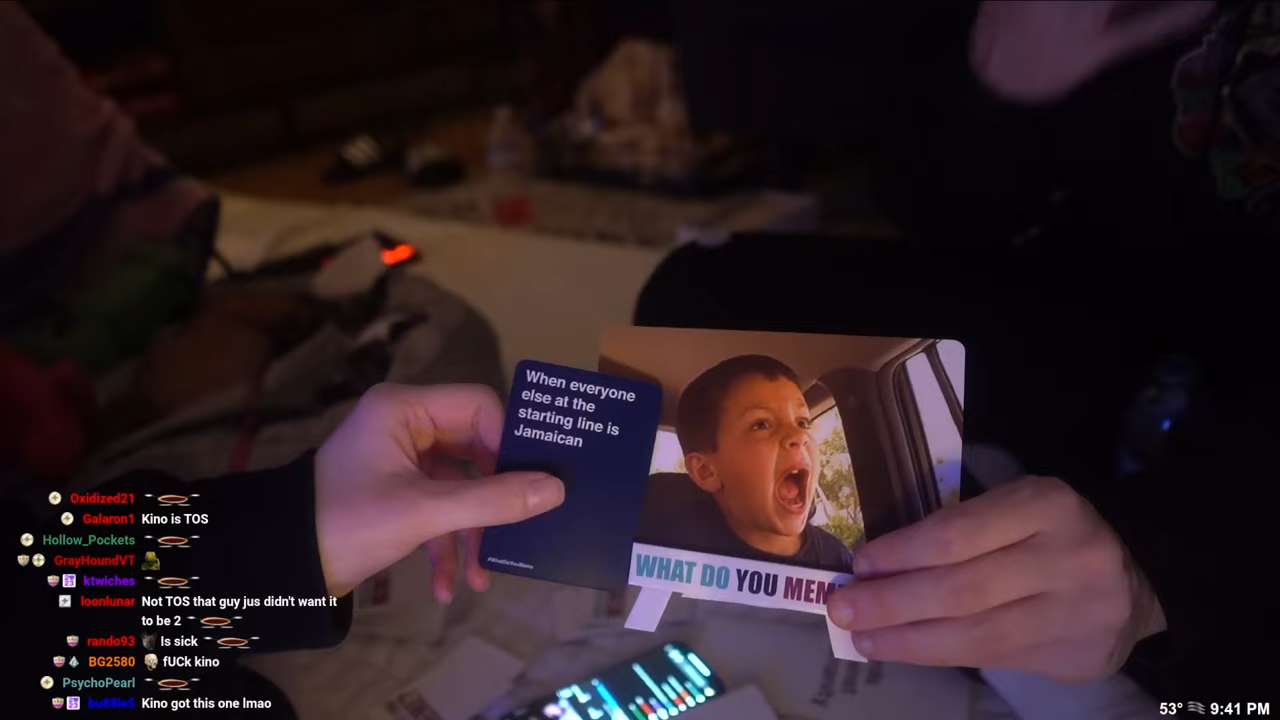 When everyone
else at the
starting line is
Jamaican
#WhatDoYouMeme
WHAT DO YOU MEM
Oxidized21
Galaron1 Kino is TOS
Hollow_Pockets
GrayHoundVT
ktwiches
loonlunar Not TOS that guy jus didn't want it
to be 2
rando93 Is sick
BG2580 fUCk kino
PsychoPearl
bu88le5 Kino got this one lmao
53° 9:41 PM